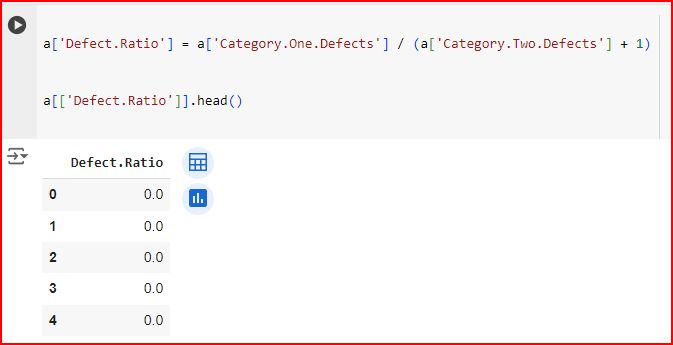 a['Defect.Ratio'] = a['Category.One.Defects'] / (a['Category.Two.Defects'] + 1)
a[['Defect.Ratio']].head()
Defect.Ratio
0 0.0
1 0.0
2 0.0
3 0.0
4 0.0